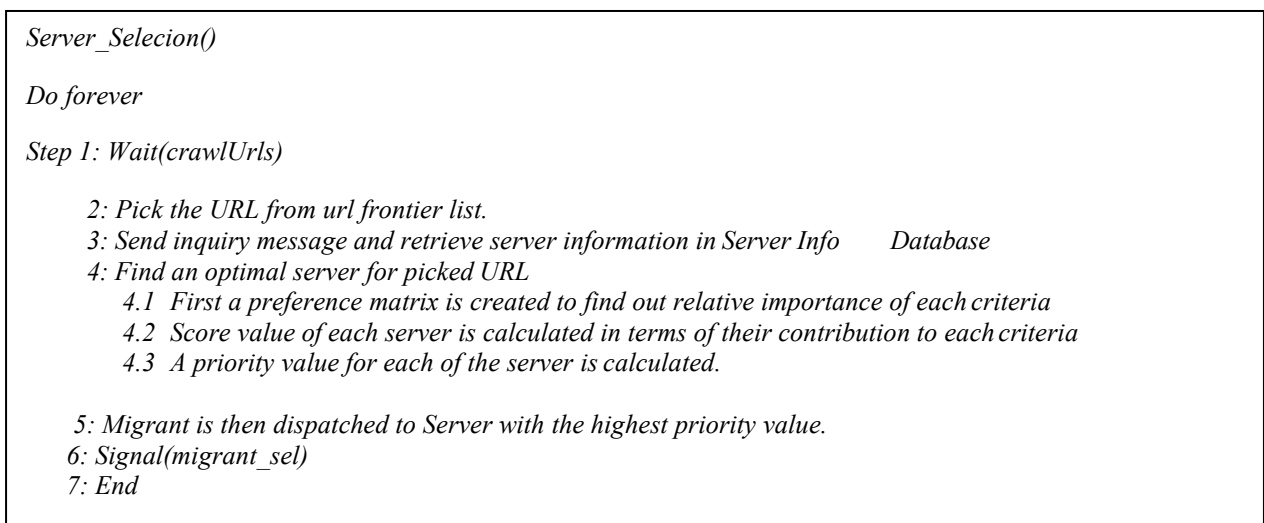 Server_Selecion()
Do forever
Step 1: Wait(crawlUrls)
2: Pick the URL from url frontier list.
3: Send inquiry message and retrieve server information in Server Info Database
4: Find an optimal server for picked URL
4.1 First a preference matrix is created to find out relative importance of each criteria
4.2 Score value of each server is calculated in terms of their contribution to each criteria
4.3 A priority value for each of the server is calculated.
5: Migrant is then dispatched to Server with the highest priority value.
6: Signal(migrant_sel)
7: End